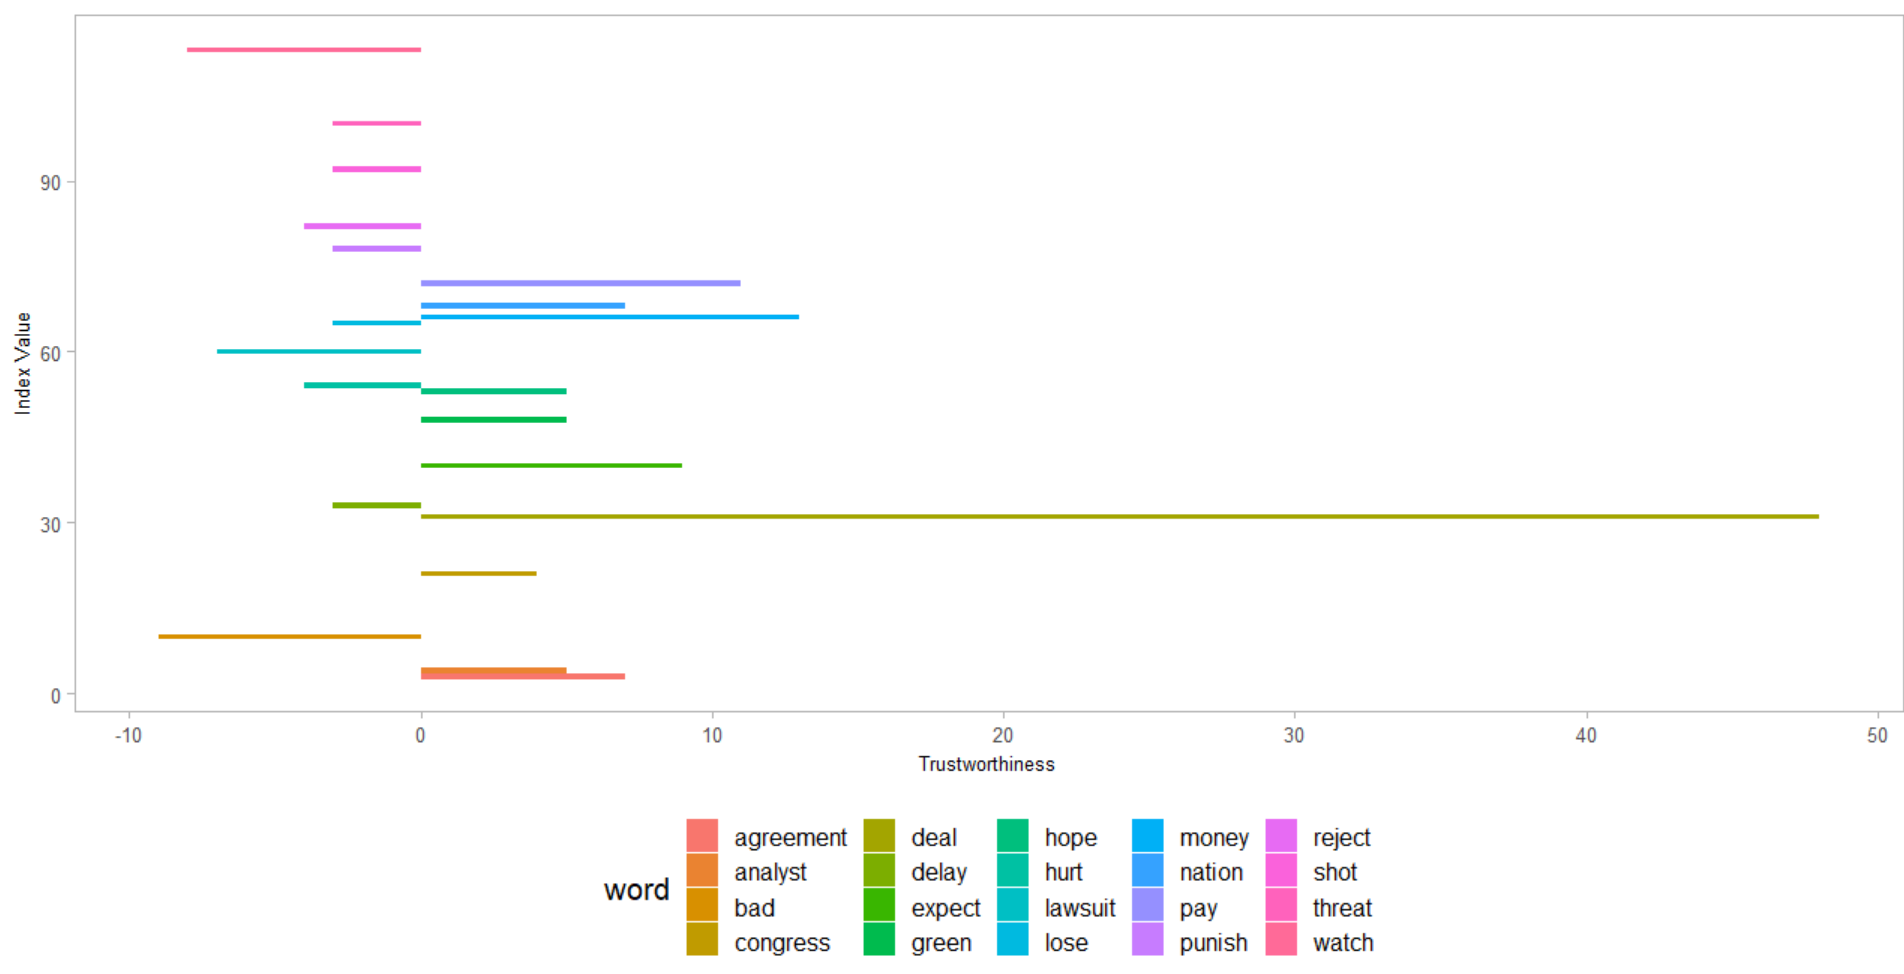 90
60
30
0
Index Value
-10 0 10 20 30 40 50
Trustworthiness
word
agreement deal hope money reject
analyst delay hurt nation shot
bad expect lawsuit pay threat
congress green lose punish watch